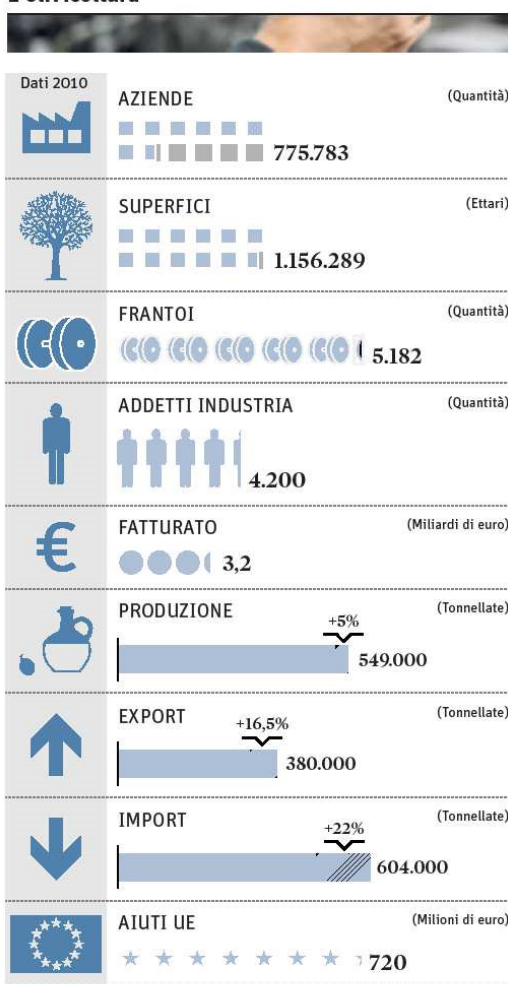 L'olivicoltura
Dati 2010
AZIENDE (Quantità)
775.783
SUPERFICI (Ettari)
1.156.289
FRANTOI (Quantità)
5.182
ADDETTI INDUSTRIA (Quantità)
4.200
€ FATTURATO (Miliardi di euro)
3,2
PRODUZIONE (Tonnellate)
+5%
549.000
EXPORT (Tonnellate)
+16,5%
380.000
IMPORT (Tonnellate)
+22%
604.000
AIUTI UE (Milioni di euro)
720